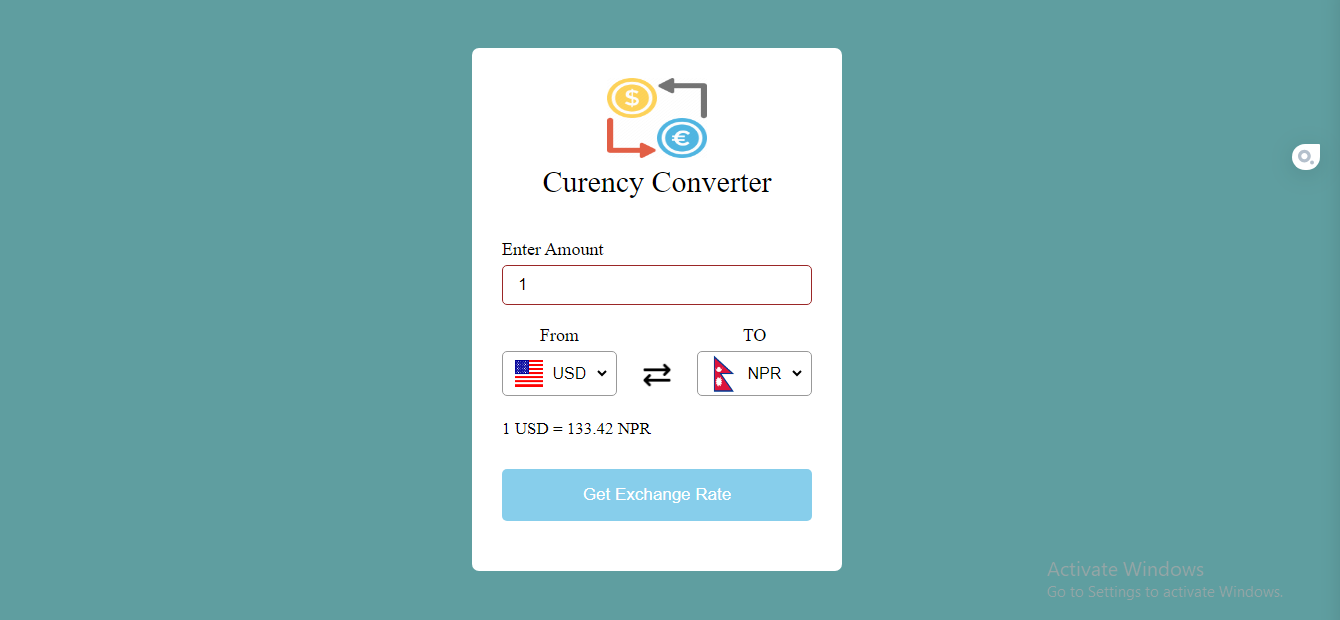 $
€
Curency Converter
Enter Amount
1
From
TO
USD
NPR
1 USD = 133.42 NPR
Get Exchange Rate
Activate Windows
Go to Settings to activate Windows.